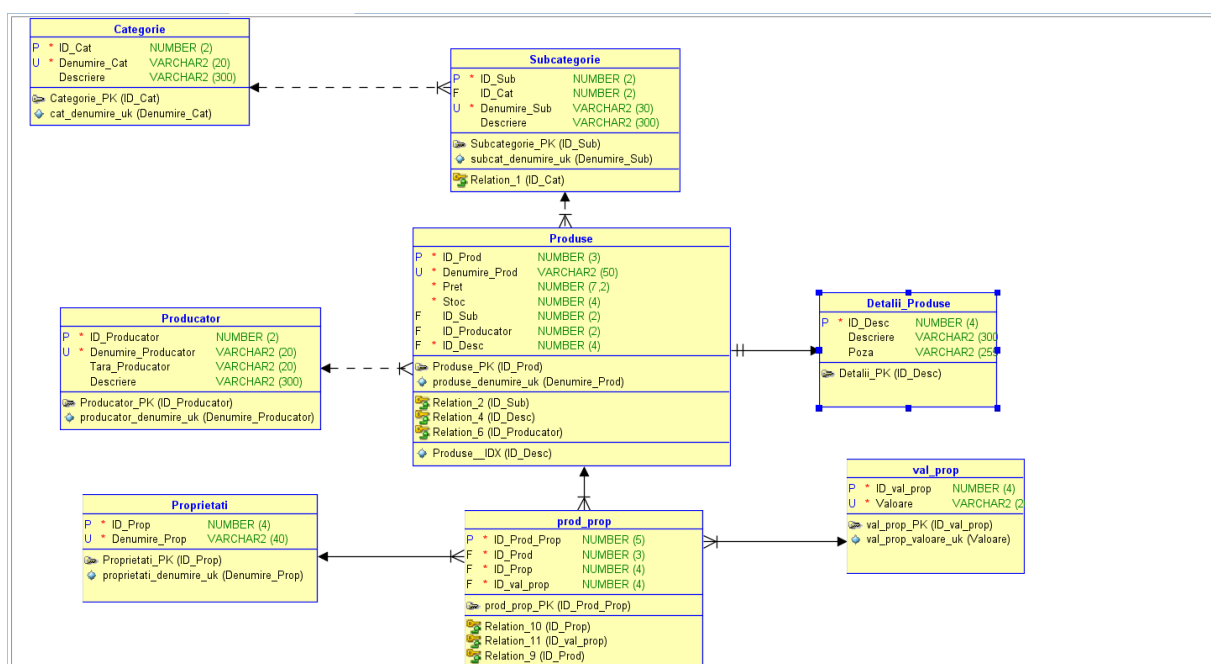 Categorie
P * ID_Cat NUMBER (2)
U * Denumire_Cat VARCHAR2 (20)
Descriere VARCHAR2 (300)
Categorie_PK (ID_Cat)
cat_denumire_uk (Denumire_Cat)
Subcategorie
P * ID_Sub NUMBER (2)
F ID_Cat NUMBER (2)
U * Denumire_Sub VARCHAR2 (30)
Descriere VARCHAR2 (300)
Subcategorie_PK (ID_Sub)
subcat_denumire_uk (Denumire_Sub)
Relation_1 (ID_Cat)
Produse
P * ID_Prod NUMBER (3)
U * Denumire_Prod VARCHAR2 (50)
* Pret NUMBER (7,2)
* Stoc NUMBER (4)
F ID_Sub NUMBER (2)
F ID_Producator NUMBER (2)
F * ID_Desc NUMBER (4)
Produse_PK (ID_Prod)
produse_denumire_uk (Denumire_Prod)
Relation_2 (ID_Sub)
Relation_4 (ID_Desc)
Relation_6 (ID_Producator)
Produse__IDX (ID_Desc)
Detalii_Produse
P * ID_Desc NUMBER (4)
Descriere VARCHAR2 (300
Poza VARCHAR2 (255
Detalii_PK (ID_Desc)
Producator
P * ID_Producator NUMBER (2)
U * Denumire_Producator VARCHAR2 (20)
Tara_Producator VARCHAR2 (20)
Descriere VARCHAR2 (300)
Producator_PK (ID_Producator)
producator_denumire_uk (Denumire_Producator)
Proprietati
P * ID_Prop NUMBER (4)
U * Denumire_Prop VARCHAR2 (40)
Proprietati_PK (ID_Prop)
proprietati_denumire_uk (Denumire_Prop)
prod_prop
P * ID_Prod_Prop NUMBER (5)
F * ID_Prod NUMBER (3)
F * ID_Prop NUMBER (4)
F * ID_val_prop NUMBER (4)
prod_prop_PK (ID_Prod_Prop)
Relation_10 (ID_Prop)
Relation_11 (ID_val_prop)
Relation_9 (ID_Prod)
val_prop
P * ID_val_prop NUMBER (4)
U * Valoare VARCHAR2 (2
val_prop_PK (ID_val_prop)
val_prop_valoare_uk (Valoare)